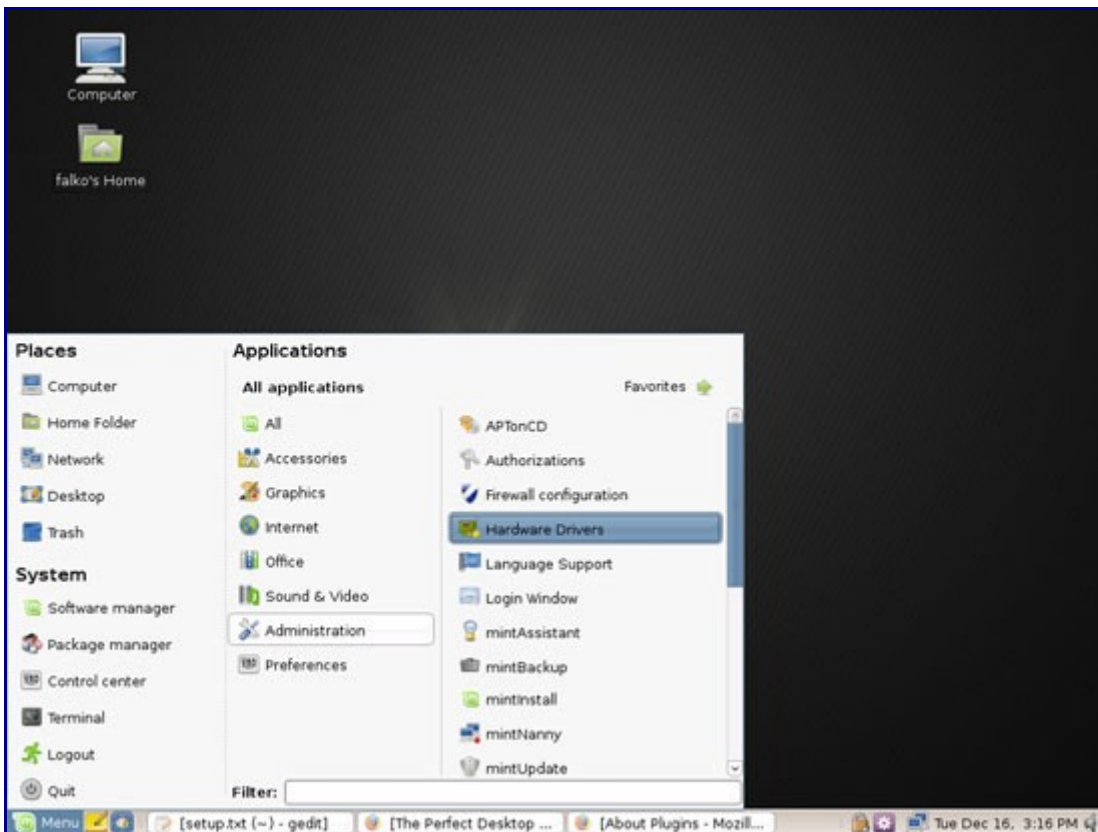 Computer
falko's Home
Places
Computer
Home Folder
Network
Desktop
Trash
System
Software manager
Package manager
Control center
Terminal
Logout
Quit
Applications
All applications
Favorites
All
Accessories
Graphics
Internet
Office
Sound & Video
Administration
Preferences
APTonCD
Authorizations
Firewall configuration
Hardware Drivers
Language Support
Login Window
mintAssistant
mintBackup
mintInstall
mintNanny
mintUpdate
Filter:
Menu
[setup.txt (~) - gedit]
[The Perfect Desktop ...
[About Plugins - Mozill...
Tue Dec 16, 3:16 PM